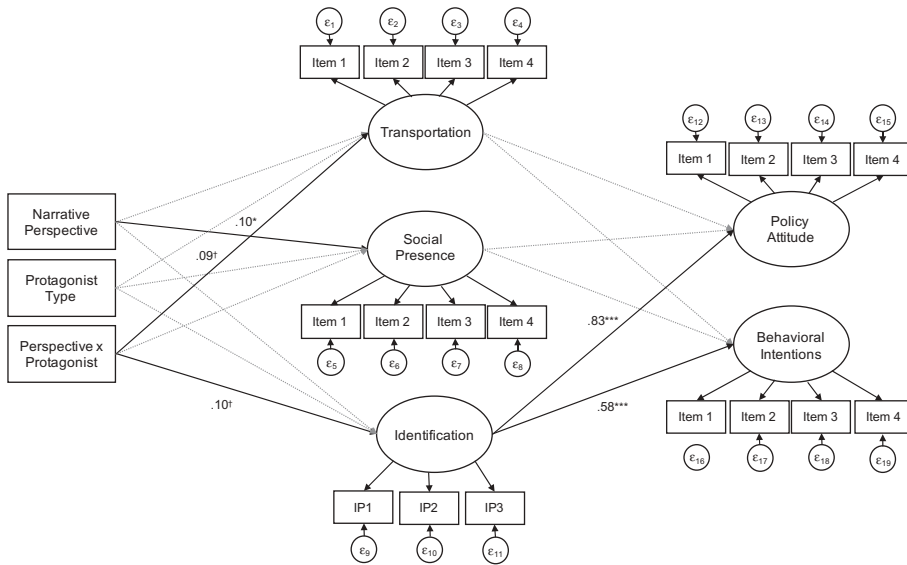 ε1 ε2 ε3 ε4
Item 1 Item 2 Item 3 Item 4
Transportation
ε12 ε13 ε14 ε15
Item 1 Item 2 Item 3 Item 4
Narrative
Perspective
.10*
.09†
Social
Presence
Policy
Attitude
Protagonist
Type
Item 1 Item 2 Item 3 Item 4
ε5 ε6 ε7 ε8
.83***
Perspective x
Protagonist
Behavioral
Intentions
.10†
.58***
Identification
Item 1 Item 2 Item 3 Item 4
ε16 ε17 ε18 ε19
IP1 IP2 IP3
ε9 ε10 ε11